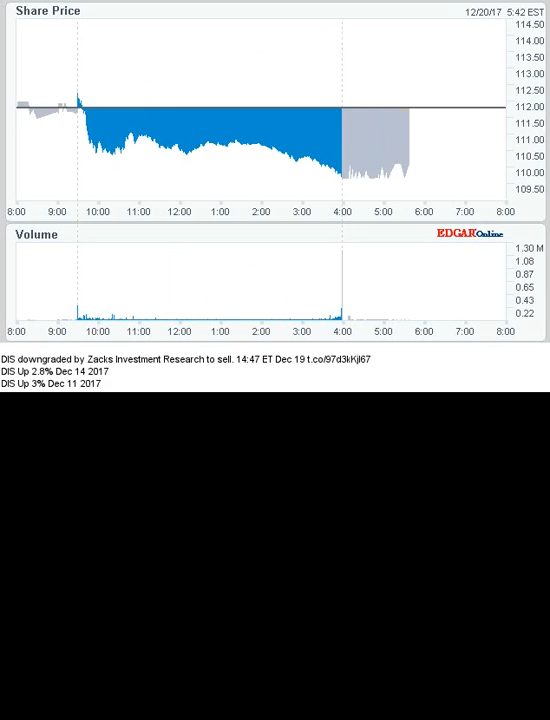 Share Price 12/20/17 5:42 EST
114.50
114.00
113.50
113.00
112.50
112.00
111.50
111.00
110.50
110.00
109.50
8:00 9:00 10:00 11:00 12:00 1:00 2:00 3:00 4:00 5:00 6:00 7:00 8:00
Volume EDGAR Online
1.30 M
1.08
0.87
0.65
0.43
0.22
8:00 9:00 10:00 11:00 12:00 1:00 2:00 3:00 4:00 5:00 6:00 7:00 8:00
DIS downgraded by Zacks Investment Research to sell. 14:47 ET Dec 19 t.co/97d3kKjl67
DIS Up 2.8% Dec 14 2017
DIS Up 3% Dec 11 2017